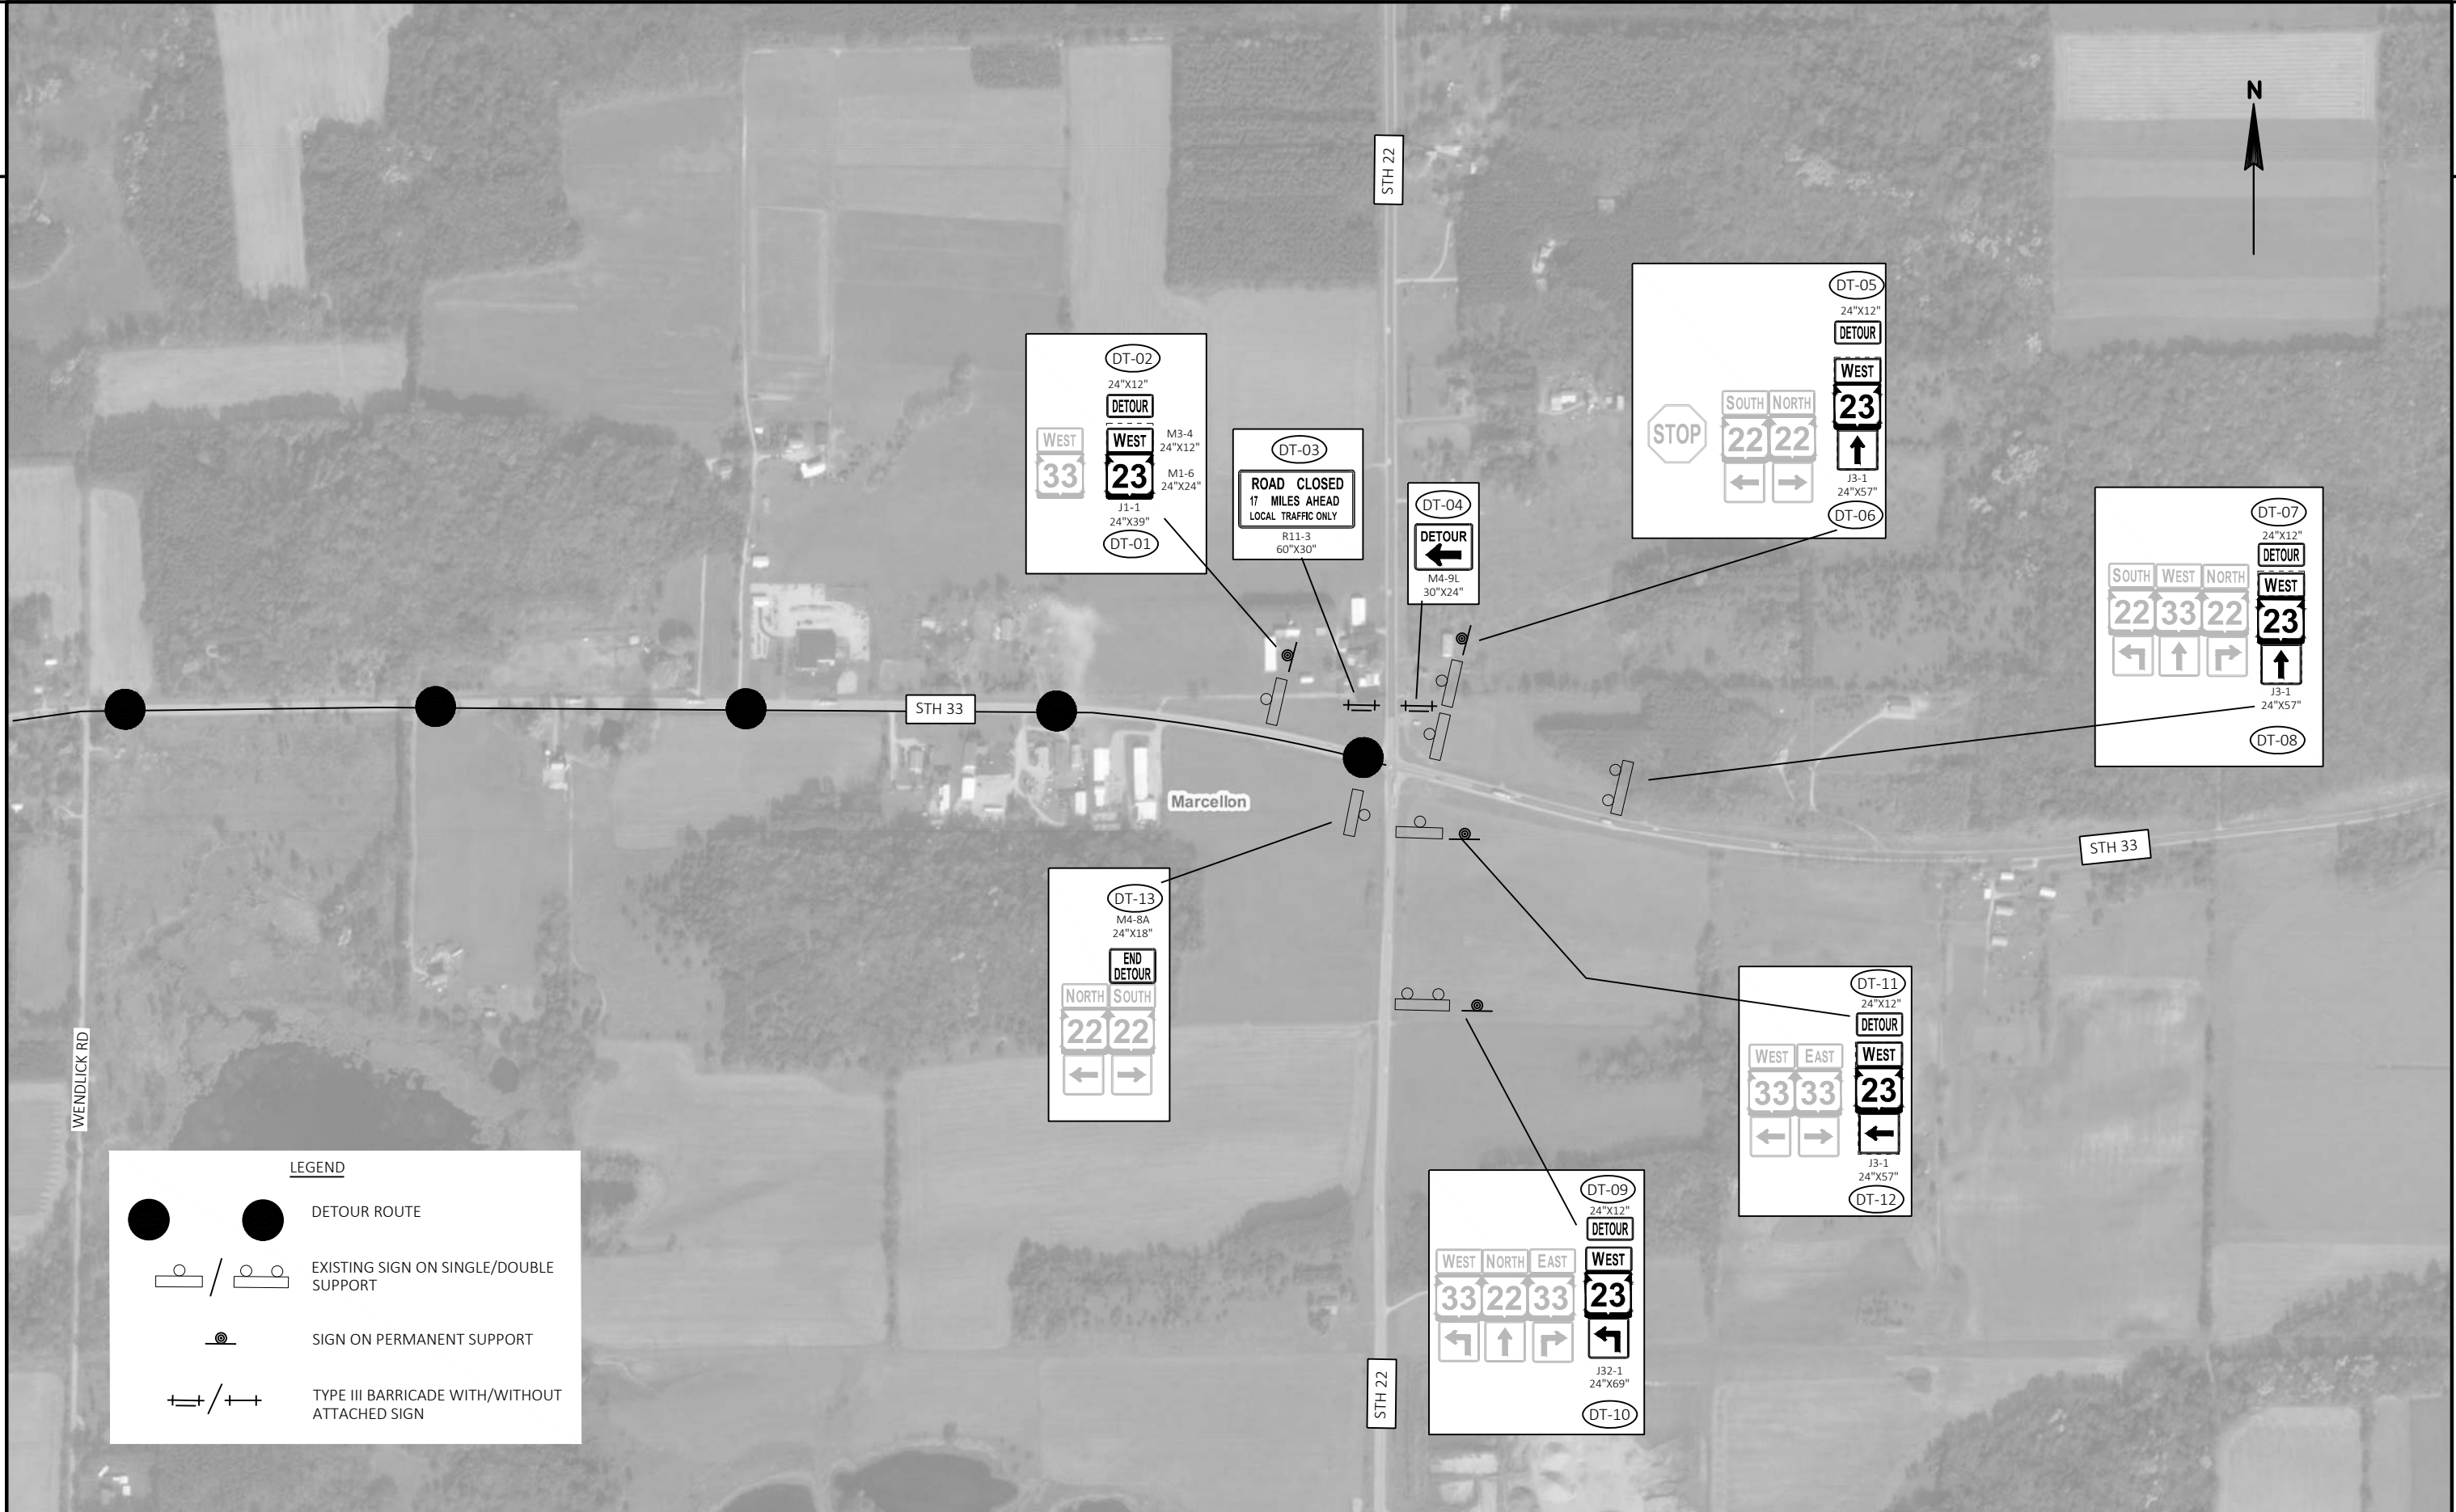 N
STH 22
DT-05
24"X12"
DETOUR
WEST
23
SOUTH NORTH
22 22
STOP
J3-1
24"X57"
DT-06
DT-02
24"X12"
DETOUR
WEST
33
WEST
23
M3-4
24"X12"
M1-6
24"X24"
J1-1
24"X39"
DT-01
DT-03
ROAD CLOSED
17 MILES AHEAD
LOCAL TRAFFIC ONLY
R11-3
60"X30"
DT-04
DETOUR
M4-9L
30"X24"
DT-07
24"X12"
DETOUR
SOUTH WEST NORTH
22 33 22
WEST
23
J3-1
24"X57"
DT-08
STH 33
Marcellon
STH 33
DT-13
M4-8A
24"X18"
END
DETOUR
NORTH SOUTH
22 22
DT-11
24"X12"
DETOUR
WEST EAST WEST
33 33 23
J3-1
24"X57"
DT-12
DT-09
24"X12"
DETOUR
WEST NORTH EAST WEST
33 22 33 23
J32-1
24"X69"
DT-10
STH 22
WENDLICK RD
LEGEND
DETOUR ROUTE
EXISTING SIGN ON SINGLE/DOUBLE
SUPPORT
SIGN ON PERMANENT SUPPORT
TYPE III BARRICADE WITH/WITHOUT
ATTACHED SIGN